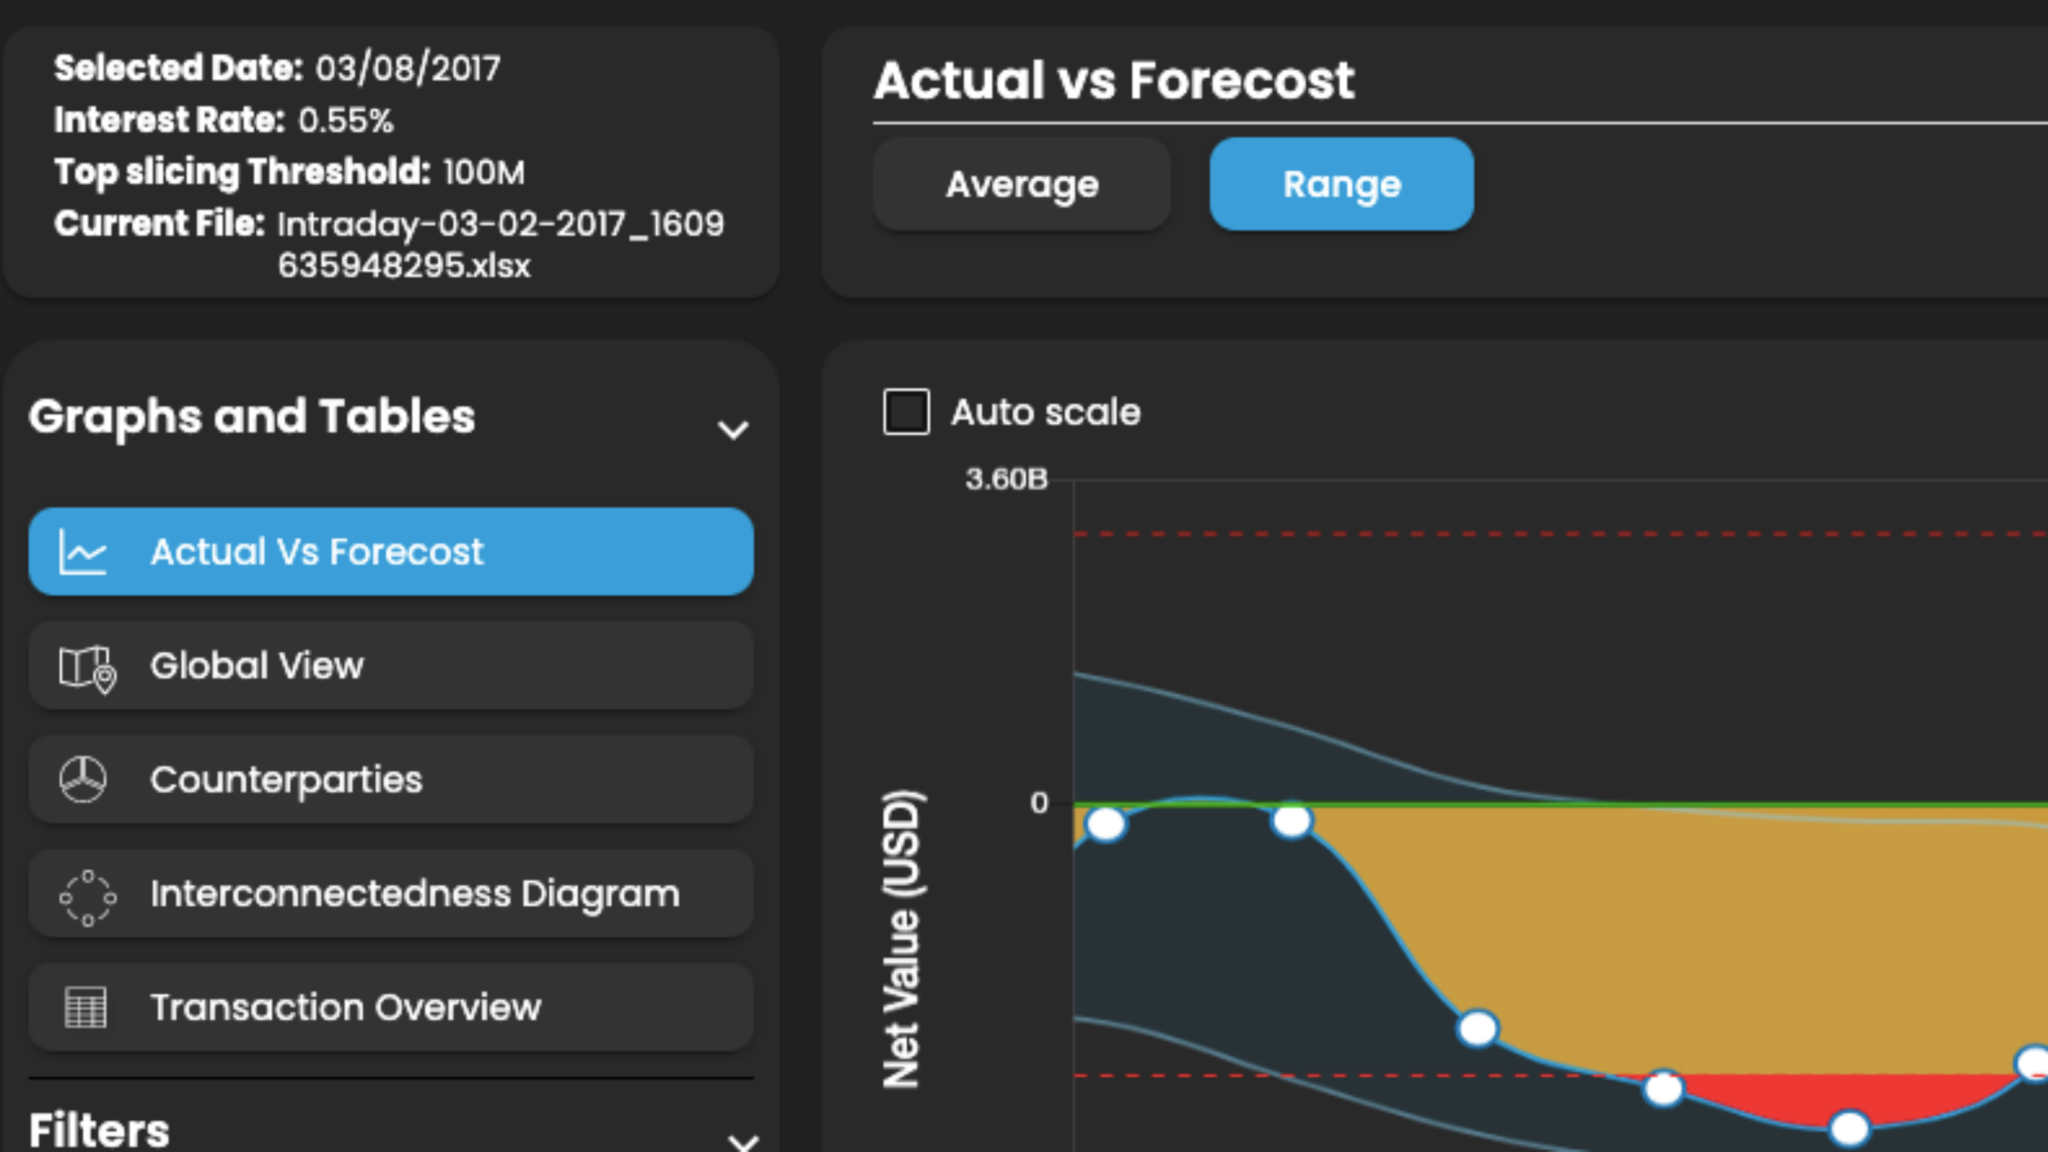 Selected Date: 03/08/2017
Interest Rate: 0.55%
Top slicing Threshold: 100M
Current File: Intraday-03-02-2017_1609
635948295.xlsx
Actual vs Forecost
Average
Range
Graphs and Tables
Actual Vs Forecost
Global View
Counterparties
Interconnectedness Diagram
Transaction Overview
Filters
Auto scale
3.60B
0
Net Value (USD)